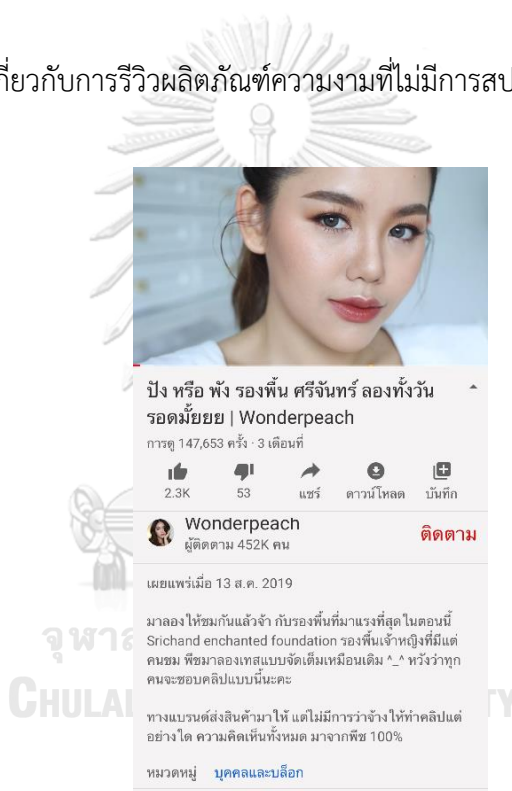 กี่ยวกับการรีวิวผลิตภัณฑ์ความงามที่ไม่มีการสป
ปัง หรือ พัง รองพื้น ศรีจันทร์ ลองทั้งวัน
รอดมั้ยยย | Wonderpeach
การดู 147,653 ครั้ง · 3 เดือนที่
2.3K 53 แชร์ ดาวน์โหลด บันทึก
Wonderpeach
ผู้ติดตาม 452K คน
ติดตาม
เผยแพร่เมื่อ 13 ส.ค. 2019
มาลองให้ชมกันแล้วจ้า กับรองพื้นที่มาแรงที่สุดในตอนนี้
Srichand enchanted foundation รองพื้นเจ้าหญิงที่มีแต่
คนชม พีชมาลองเทสแบบจัดเต็มเหมือนเดิม ^_^ หวังว่าทุก
คนจะชอบคลิปแบบนี้นะคะ
ทางแบรนด์ส่งสินค้ามาให้ แต่ไม่มีการว่าจ้างให้ทำคลิปแต่
อย่างใด ความคิดเห็นทั้งหมด มาจากพีช 100%
หมวดหมู่ บุคคลและบล็อก
จุฬาล
CHULAL
TY